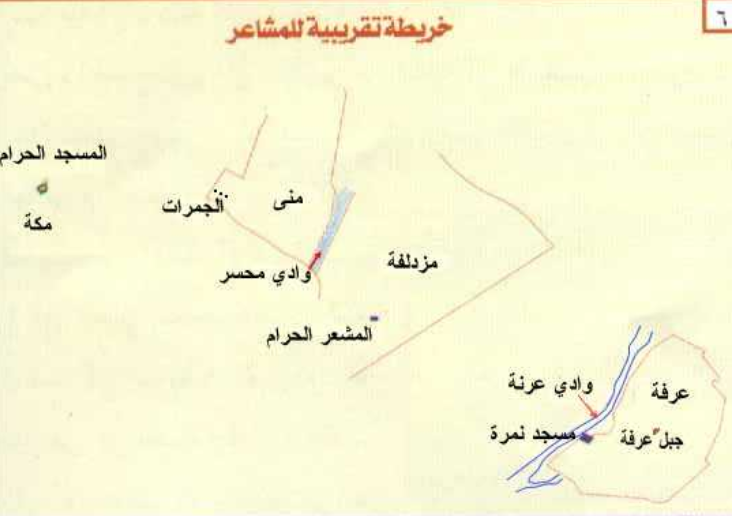 ٦
خريطة تقريبية للمشاعر
المسجد الحرام
مكة
الجمرات
منى
وادي محسر
مزدلفة
المشعر الحرام
وادي عرنة
عرفة
مسجد نمرة
جبل عرفة